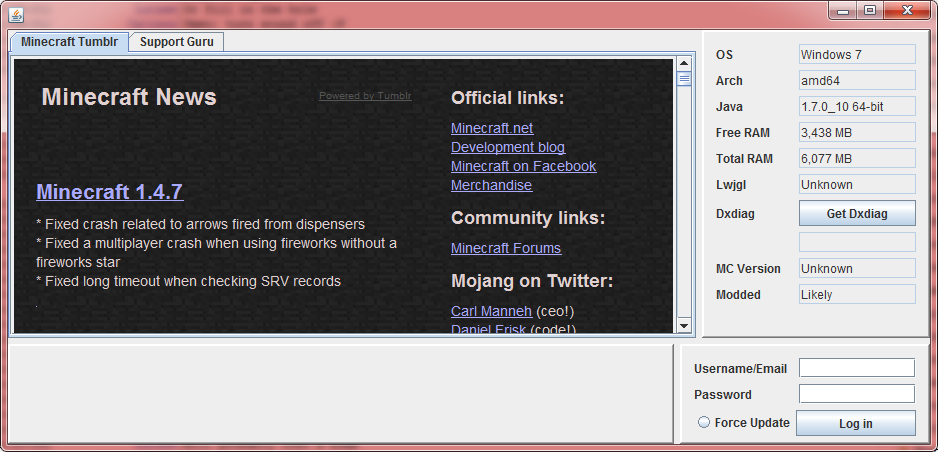 Minecraft Tumblr
Support Guru
Minecraft News
Powered by Tumblr
Minecraft 1.4.7
* Fixed crash related to arrows fired from dispensers
* Fixed a multiplayer crash when using fireworks without a
fireworks star
* Fixed long timeout when checking SRV records
Official links:
Minecraft.net
Development blog
Minecraft on Facebook
Merchandise
Community links:
Minecraft Forums
Mojang on Twitter:
Carl Manneh (ceo!)
Daniel Frisk (code!)
OS Windows 7
Arch amd64
Java 1.7.0_10 64-bit
Free RAM 3,438 MB
Total RAM 6,077 MB
Lwjgl Unknown
Dxdiag Get Dxdiag
MC Version Unknown
Modded Likely
Username/Email
Password
Force Update Log in